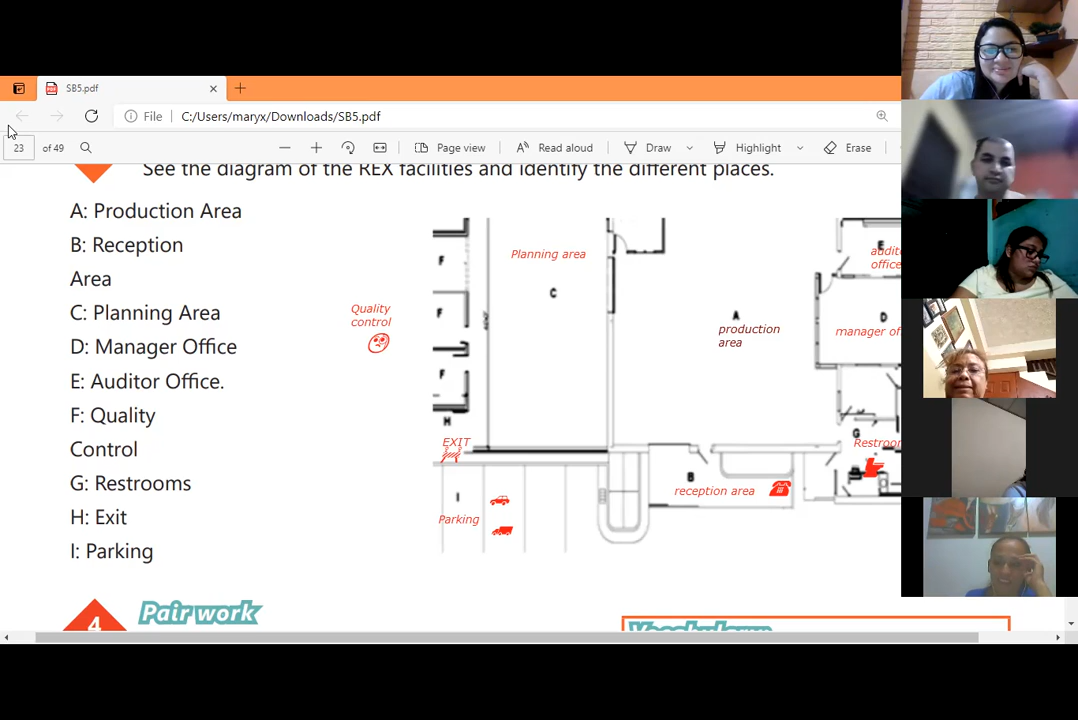 SB5.pdf
File C:/Users/maryx/Downloads/SB5.pdf
23 of 49 Page view Read aloud Draw Highlight Erase
See the diagram of the REX facilities and identify the different places.
A: Production Area
B: Reception
Area
C: Planning Area
D: Manager Office
E: Auditor Office.
F: Quality
Control
G: Restrooms
H: Exit
I: Parking
Planning area
C
F
F
F
H
Quality
control
EXIT
I
Parking
A
production
area
E
office
D
manager
G
B
reception area
4 Pair work
Vocabulary